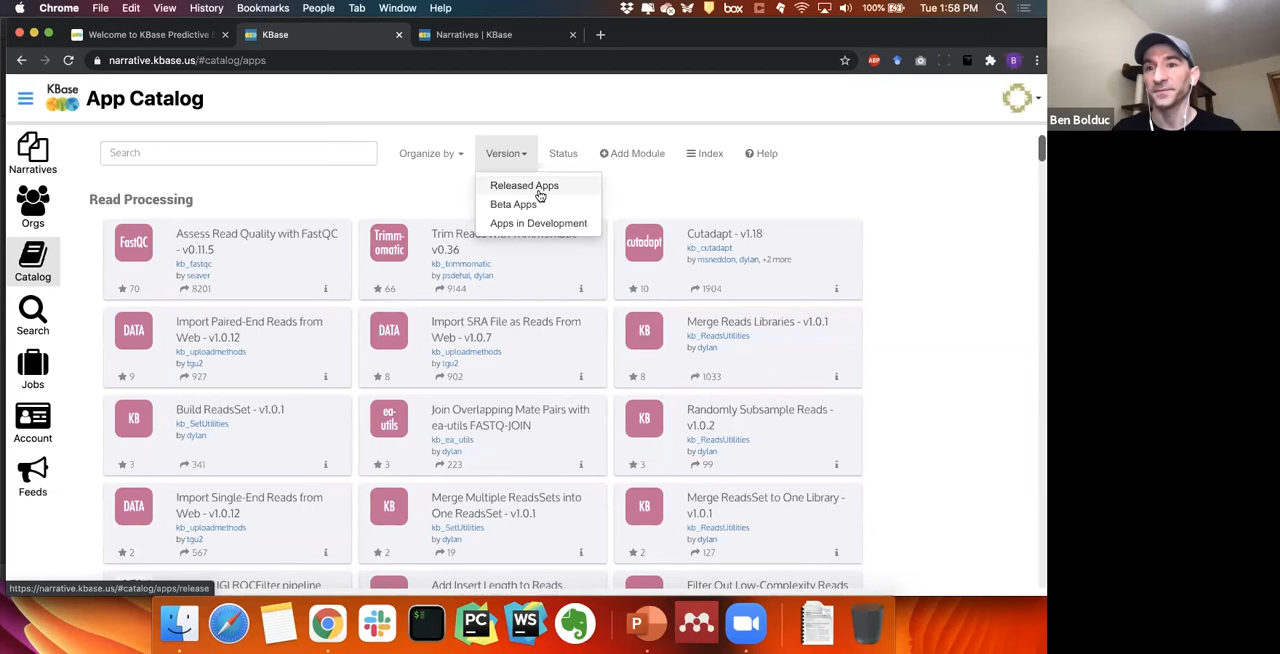 Chrome File Edit View History Bookmarks People Tab Window Help
box 100% Tue 1:58 PM
Welcome to KBase Predictive B
KBase
Narratives | KBase
narrative.kbase.us/#catalog/apps
ABP
B
KBase
App Catalog
Ben Bolduc
Narratives
Orgs
Catalog
Search
Jobs
Account
Feeds
Search
Organize by
Version
Status
Add Module
Index
Help
Released Apps
Beta Apps
Apps in Development
Read Processing
FastQC
Assess Read Quality with FastQC
- v0.11.5
kb_fastqc
by seaver
70 8201
Trimm-
omatic
Trim Reads with Trimmomatic -
v0.36
kb_trimmomatic
by psdehal, dylan
66 9144
cutadapt
Cutadapt - v1.18
kb_cutadapt
by msneddon, dylan, +2 more
10 1904
DATA
Import Paired-End Reads from
Web - v1.0.12
kb_uploadmethods
by tgu2
9 927
DATA
Import SRA File as Reads From
Web - v1.0.7
kb_uploadmethods
by tgu2
8 902
KB
Merge Reads Libraries - v1.0.1
kb_ReadsUtilities
by dylan
8 1033
KB
Build ReadsSet - v1.0.1
kb_SetUtilities
by dylan
3 341
ea-
utils
Join Overlapping Mate Pairs with
ea-utils FASTQ-JOIN
kb_ea_utils
by dylan
3 223
KB
Randomly Subsample Reads -
v1.0.2
kb_ReadsUtilities
by dylan
3 99
DATA
Import Single-End Reads from
Web - v1.0.12
kb_uploadmethods
by tgu2
2 567
KB
Merge Multiple ReadsSets into
One ReadsSet - v1.0.1
kb_SetUtilities
by dylan
2 19
KB
Merge ReadsSet to One Library -
v1.0.1
kb_ReadsUtilities
by dylan
2 127
RQCFilter pipeline
Add Insert Length to Reads
Filter Out Low-Complexity Reads
https://narrative.kbase.us/#catalog/apps/release
PC
WS
P